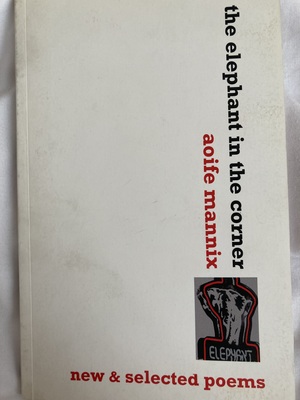 the elephant in the corner
aoife mannix
ELEPHANT
new & selected poems